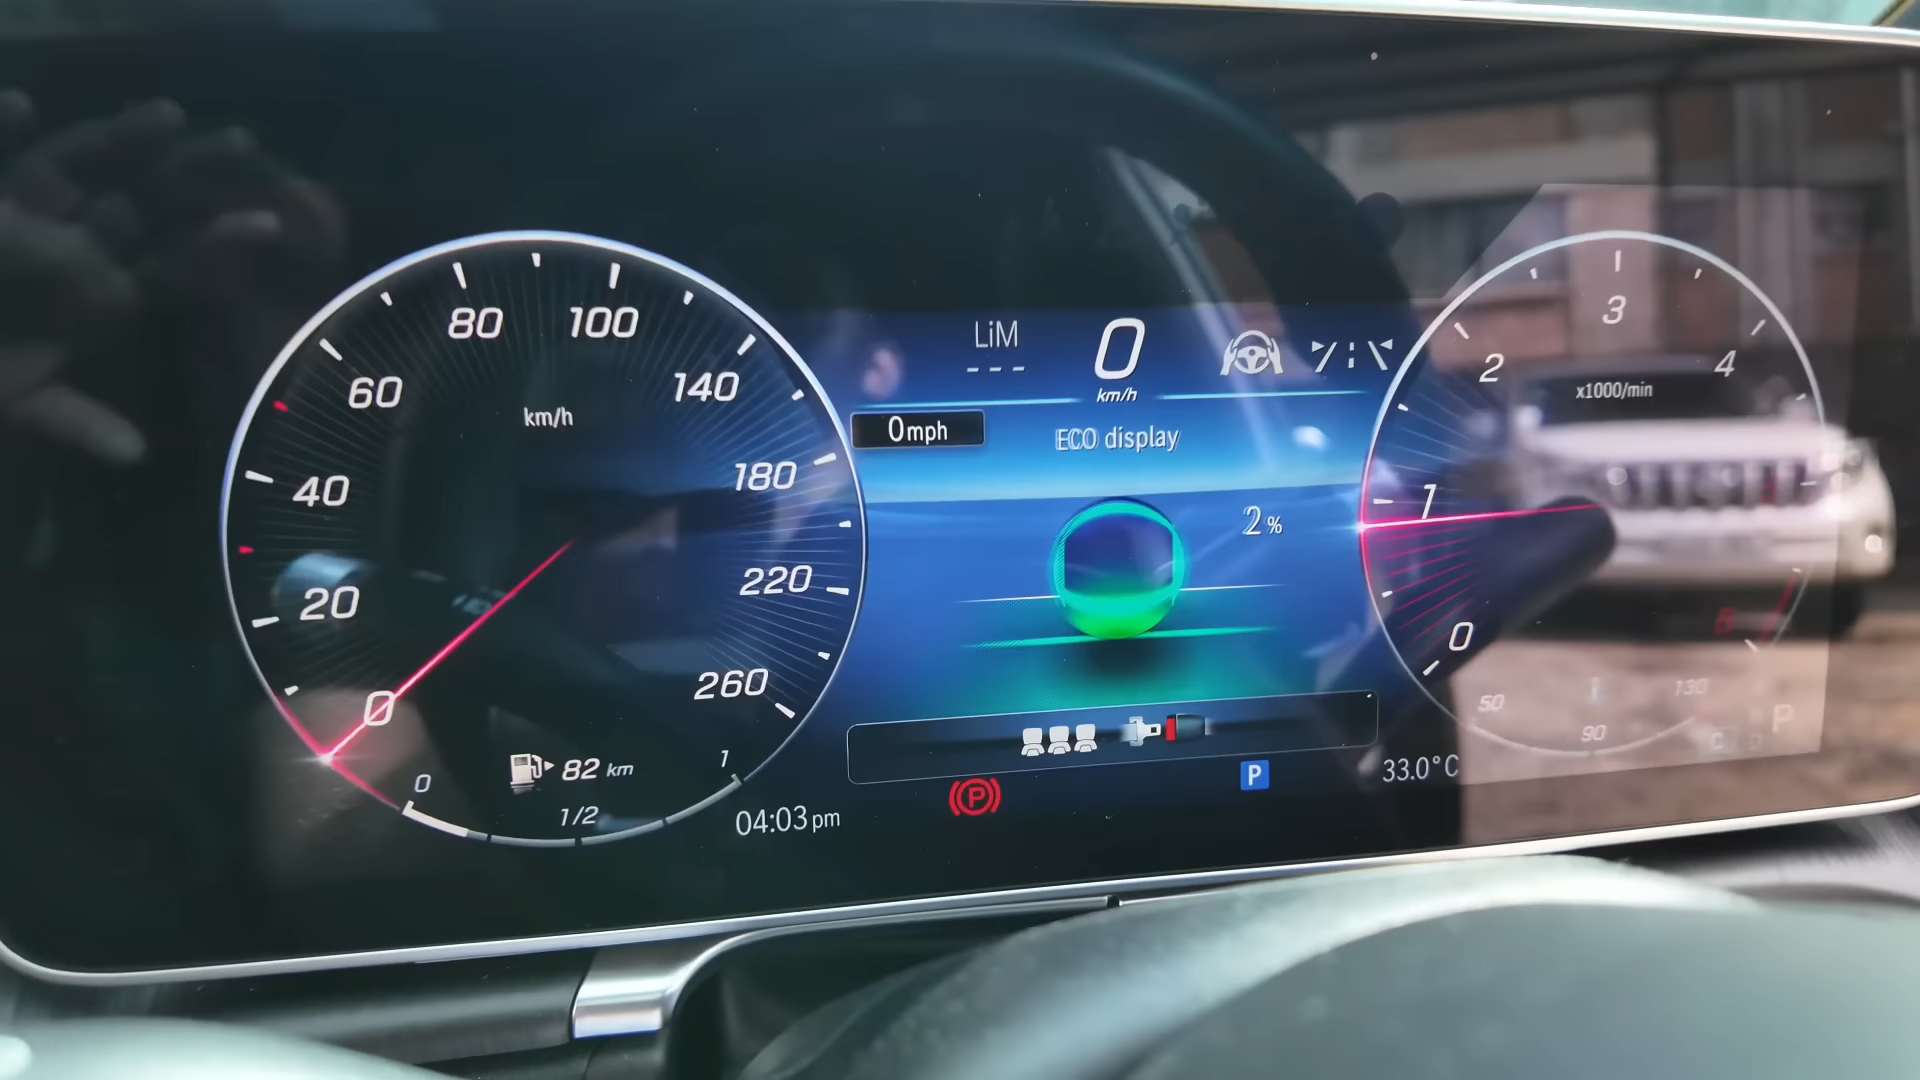 80
100
60
140
km/h
40
180
20
220
0
260
0
1
82 km
1/2
04:03 pm
LiM
---
0
km/h
0 mph
ECO display
2 %
P
P
33.0°C
3
2
4
x1000/min
1
0
6
50
130
90
P